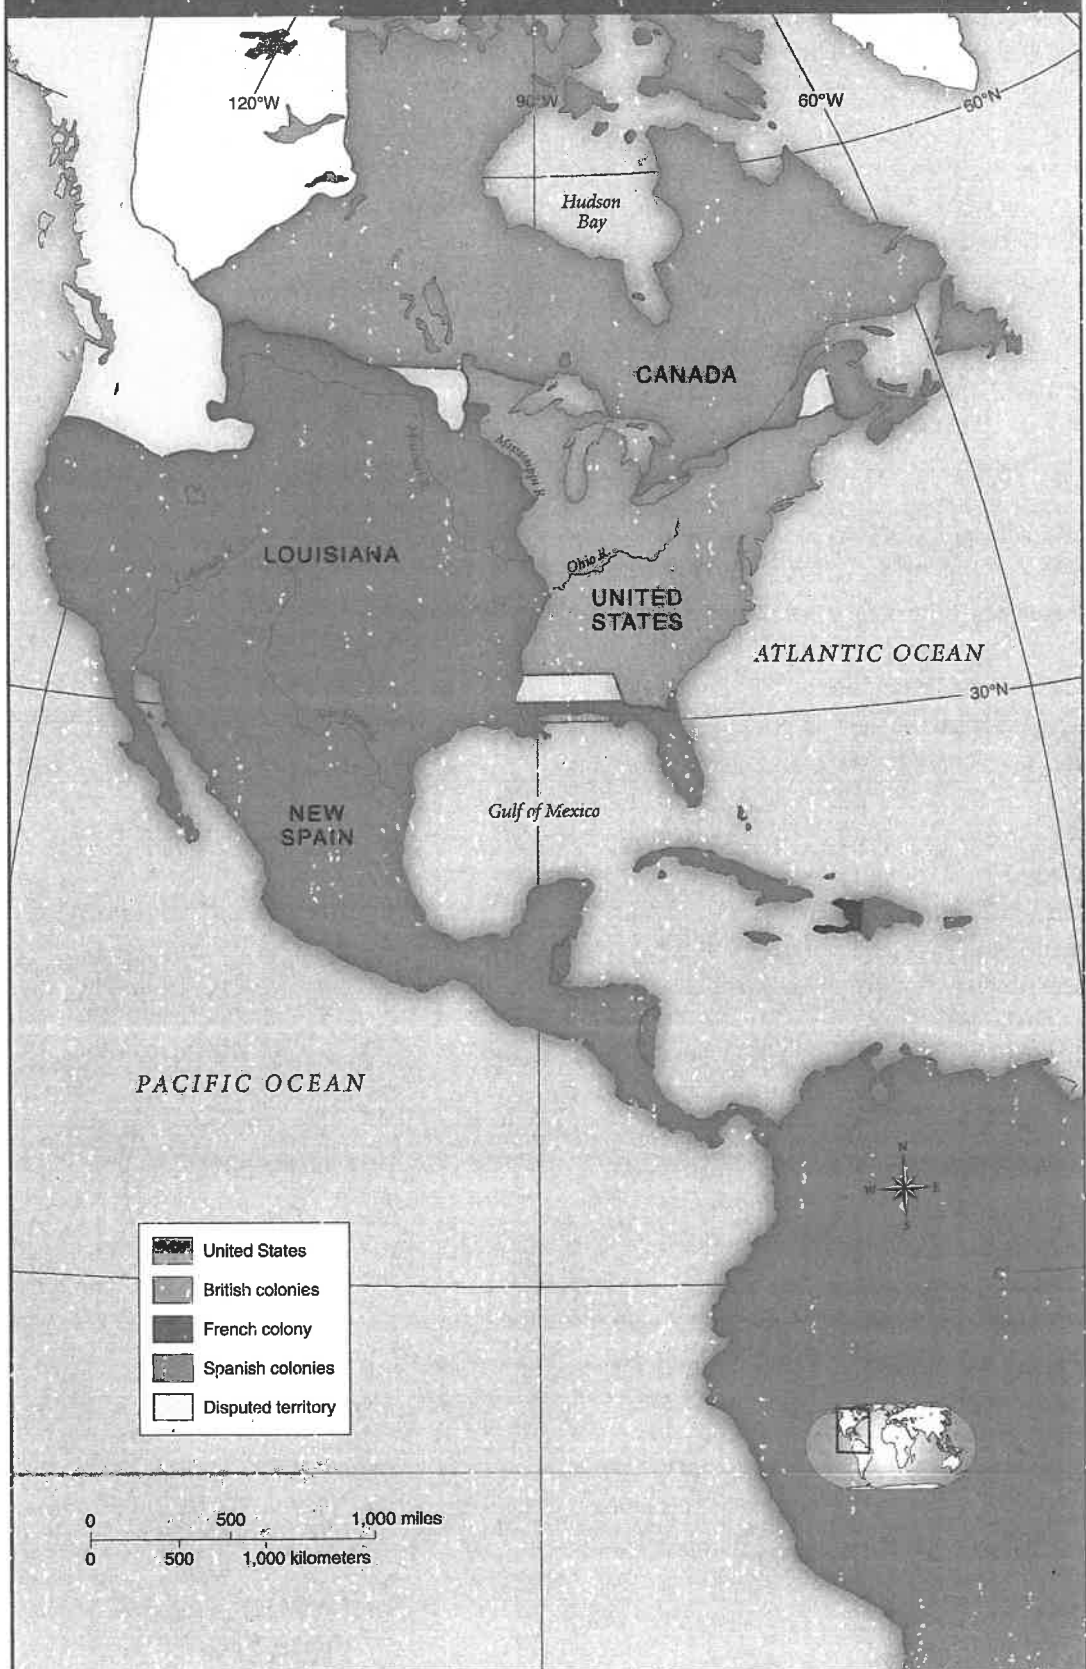 120°W
90°W
60°W
60°N
Hudson
Bay
CANADA
Mississippi R.
LOUISIANA
Ohio R.
UNITED
STATES
ATLANTIC OCEAN
30°N
NEW
SPAIN
Gulf of Mexico
PACIFIC OCEAN
N
W
E
S
United States
British colonies
French colony
Spanish colonies
Disputed territory
0 500 1,000 miles
0 500 1,000 kilometers